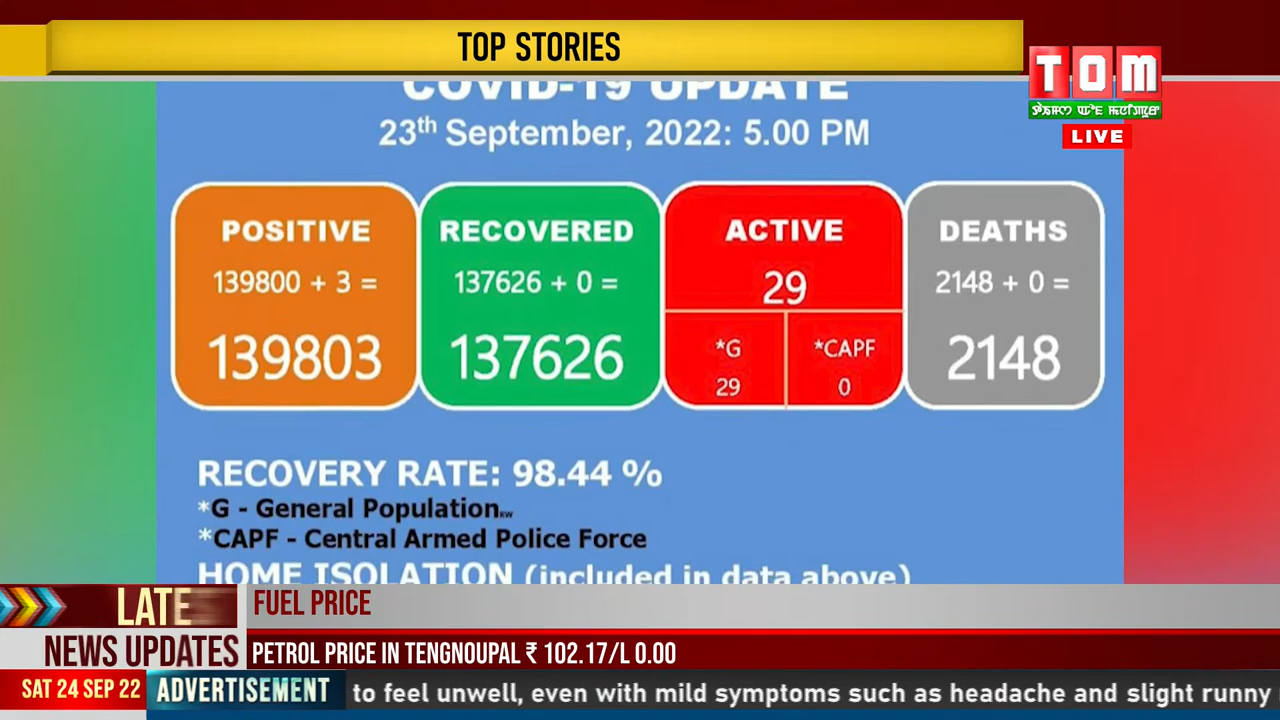 TOP STORIES
TOM
LIVE
COVID-19 UPDATE
23th September, 2022: 5.00 PM
POSITIVE
139800 + 3 =
139803
RECOVERED
137626 + 0 =
137626
ACTIVE
29
*G
29
*CAPF
0
DEATHS
2148 + 0 =
2148
RECOVERY RATE: 98.44 %
*G - General Population
*CAPF - Central Armed Police Force
HOME ISOLATION (included in data above)
LATE
NEWS UPDATES
FUEL PRICE
PETROL PRICE IN TENGNOUPAL ₹ 102.17/L 0.00
SAT 24 SEP 22
ADVERTISEMENT
to feel unwell, even with mild symptoms such as headache and slight runny